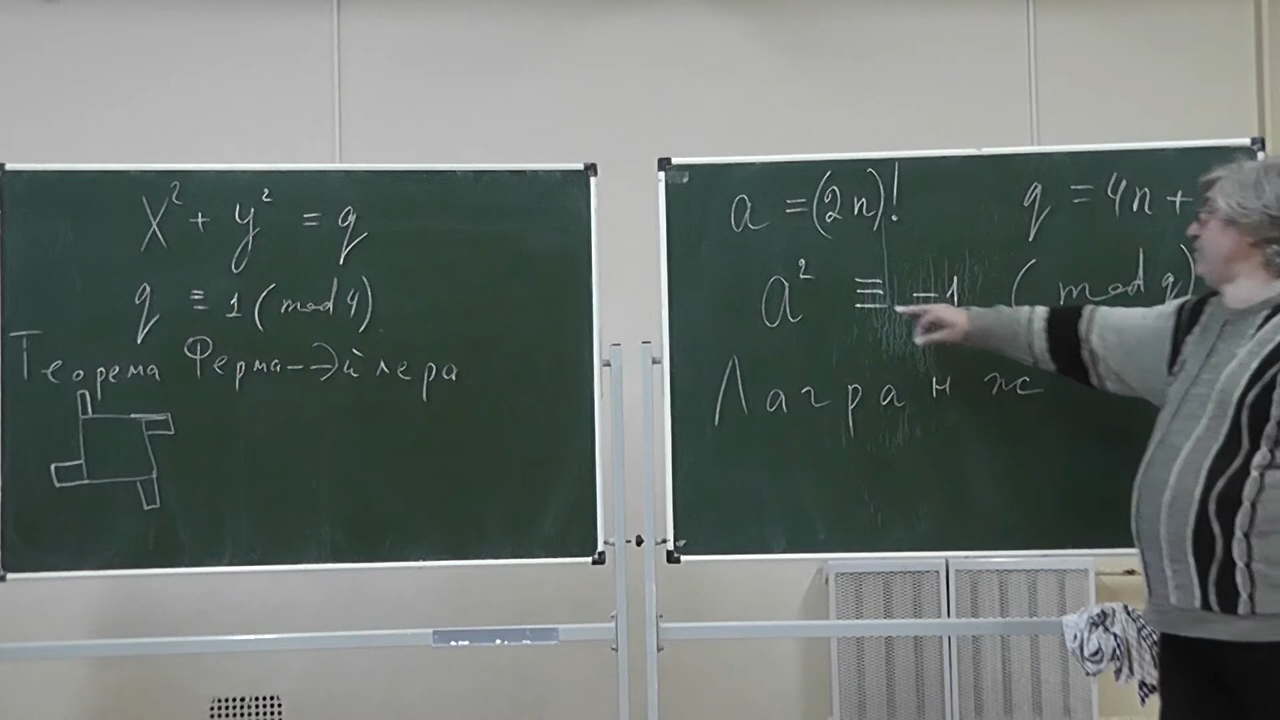 x² + y² = q
q ≡ 1 (mod 4)
Теорема Ферма-Эйлера
a = (2n)! q = 4n +
a² ≡ -1 (mod q)
Лагранж